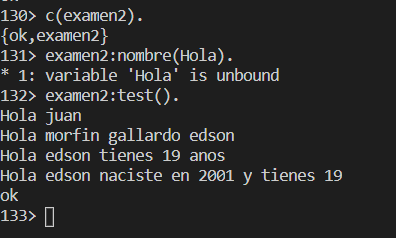 130> c(examen2).
{ok,examen2}
131> examen2:nombre(Hola).
* 1: variable 'Hola' is unbound
132> examen2:test().
Hola juan
Hola morfin gallardo edson
Hola edson tienes 19 anos
Hola edson naciste en 2001 y tienes 19
ok
133>